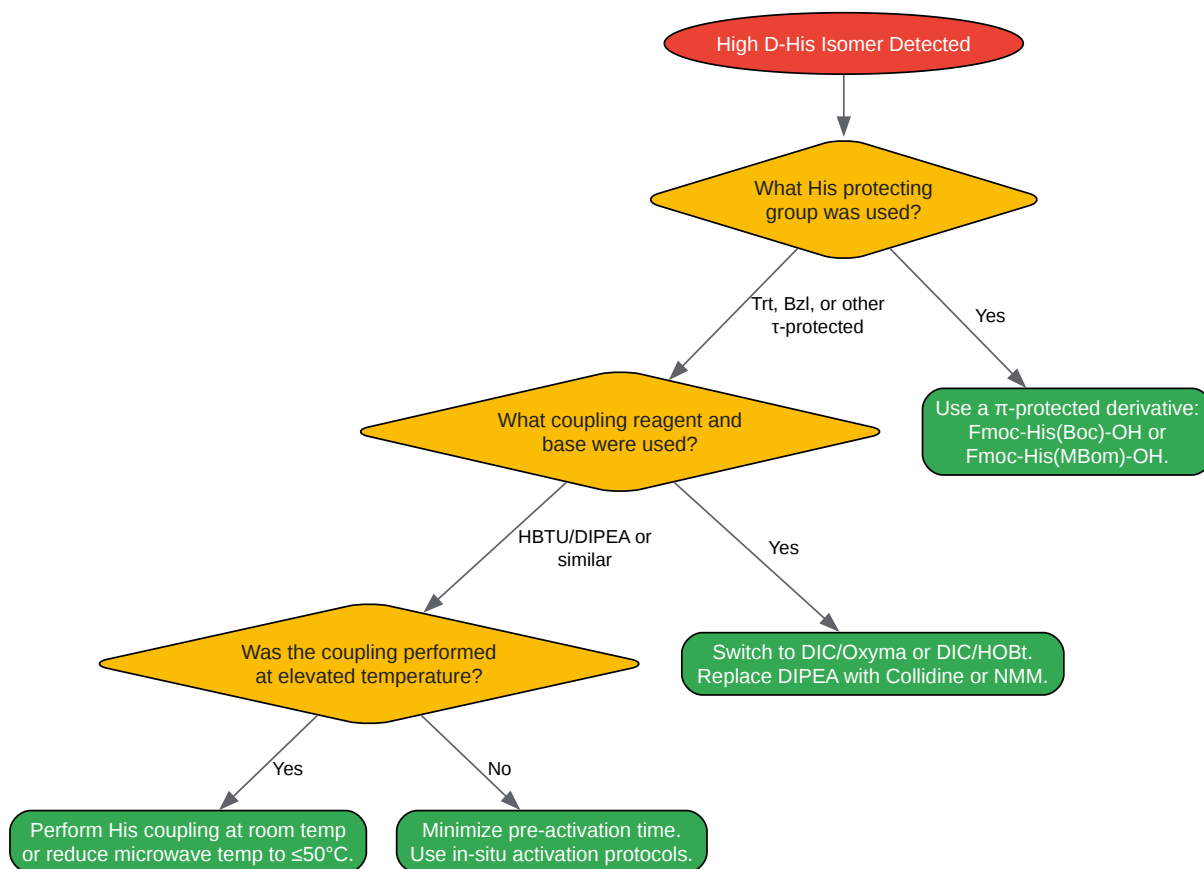 High D-His Isomer Detected
What His protecting
group was used?
Trt, Bzl, or other
τ-protected
Yes
Use a π-protected derivative:
Fmoc-His(Boc)-OH or
Fmoc-His(MBom)-OH.
What coupling reagent and
base were used?
HBTU/DIPEA or
similar
Yes
Switch to DIC/Oxyma or DIC/HOBt.
Replace DIPEA with Collidine or NMM.
Was the coupling performed
at elevated temperature?
Yes
No
Perform His coupling at room temp
or reduce microwave temp to ≤50°C.
Minimize pre-activation time.
Use in-situ activation protocols.